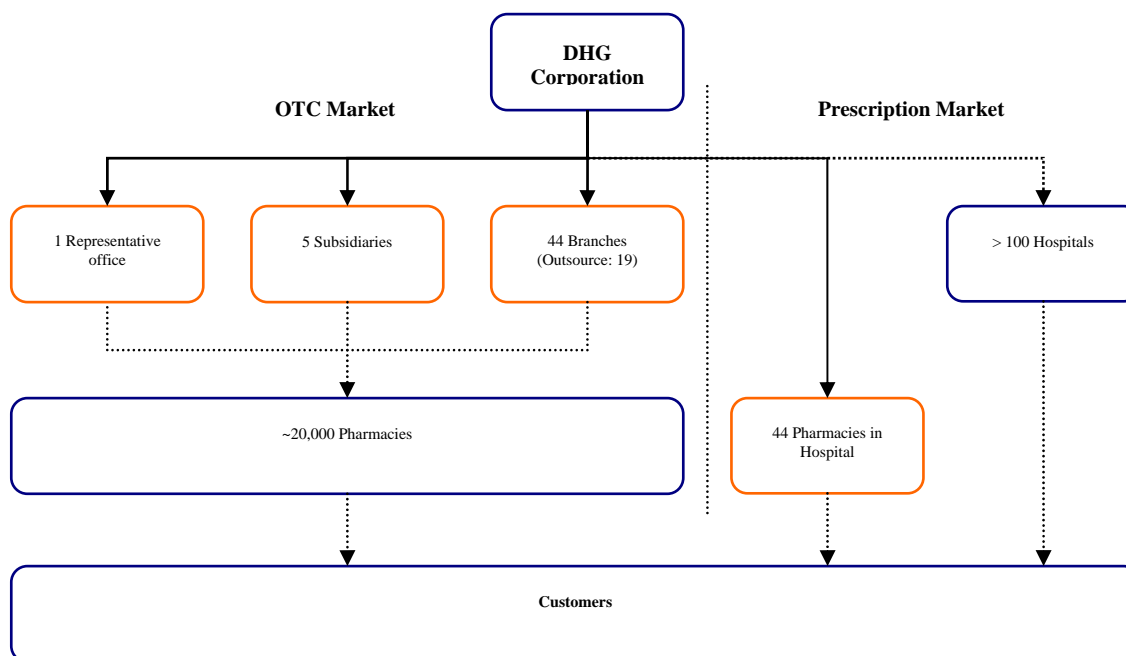 DHG
Corporation
OTC Market
Prescription Market
1 Representative
office
5 Subsidiaries
44 Branches
(Outsource: 19)
> 100 Hospitals
~20,000 Pharmacies
44 Pharmacies in
Hospital
Customers